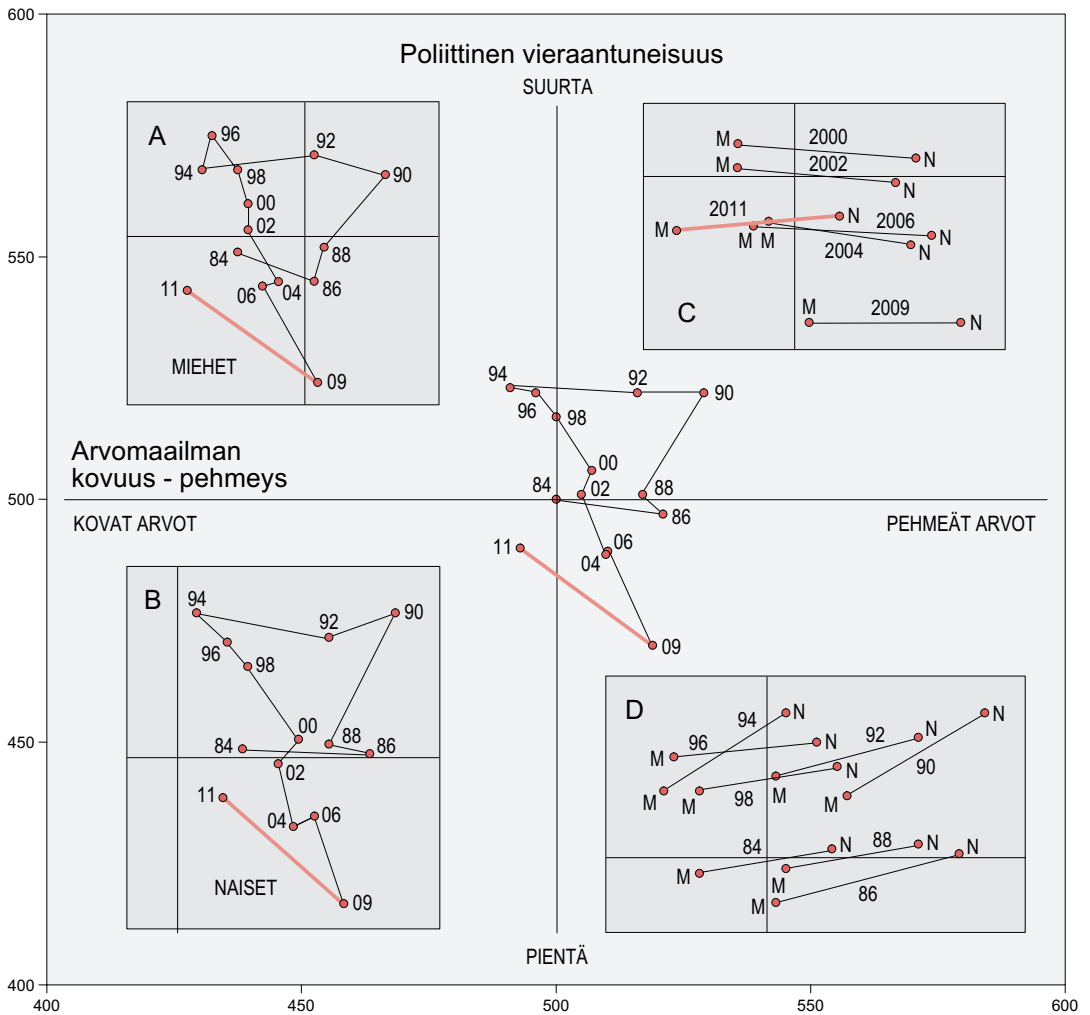 600
Poliittinen vieraantuneisuus
SUURTA
A
96
92
94
98
90
00
02
84
88
86
06
04
11
09
MIEHET
C
M
2000
N
M
2002
N
2011
M
N
M
M
2006
N
2004
N
M
2009
N
550
94
92
90
96
98
00
84
02
88
86
06
04
11
09
Arvomaailman
kovuus - pehmeys
500
KOVAT ARVOT
PEHMEÄT ARVOT
B
94
92
90
96
98
00
84
88
86
02
11
04
06
09
NAISET
D
94
N
96
M
N
92
N
N
90
M
M
98
N
M
M
84
N
88
N
N
M
M
86
M
450
PIENTÄ
400
400
450
500
550
600